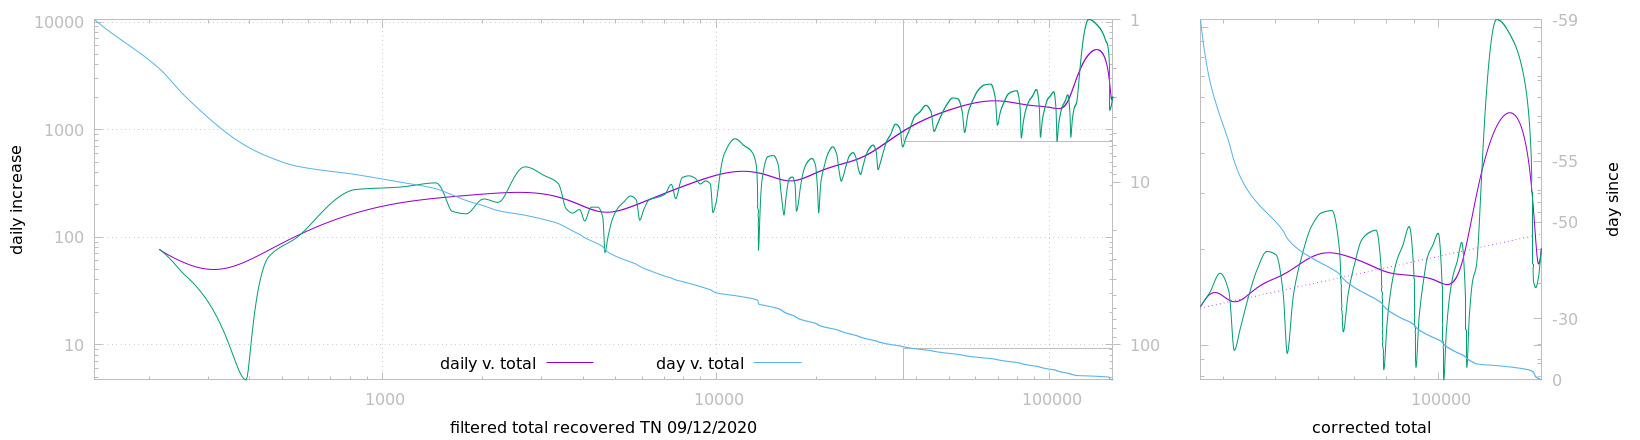 10000
1000
100
10
daily increase
1
10
100
daily v. total
day v. total
1000
10000
100000
filtered total recovered TN 09/12/2020
-59
-55
-50
-30
0
day since
100000
corrected total